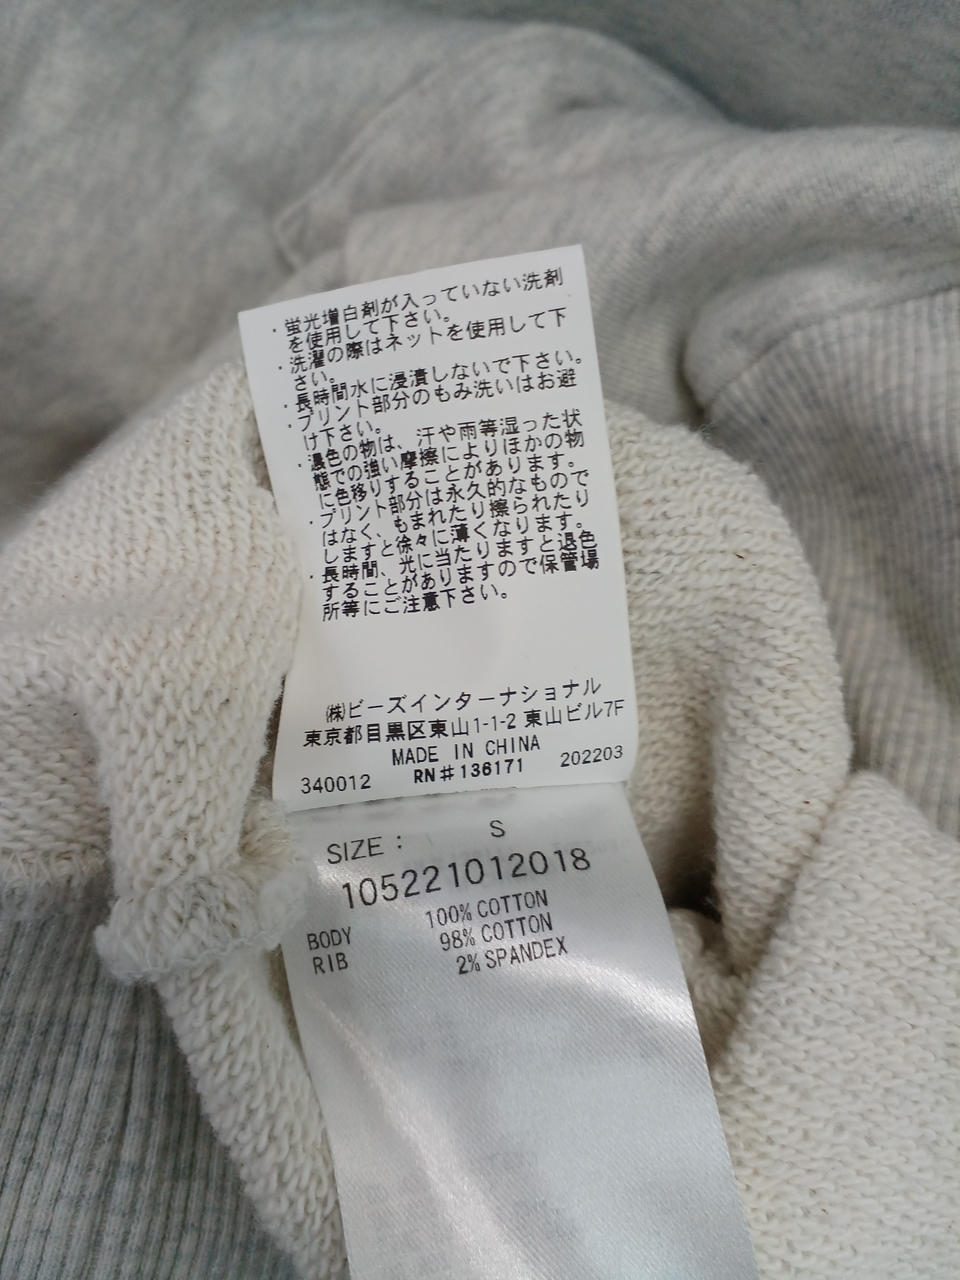 ・蛍光増白剤が入っていない洗剤
を使用して下さい。
・洗濯の際はネットを使用して下
さい。
・長時間水に浸漬しないで下さい。
・プリント部分のもみ洗いはお避
け下さい。
・濃色の物は、汗や雨等湿った状
態での強い摩擦によりほかの物
に色移りすることがあります。
・プリント部分は永久的なもので
はなく、もまれたり擦られたり
しますと徐々に薄くなります。
・長時間、光に当たりますと退色
することがありますので保管場
所等にご注意下さい。
㈱ビーズインターナショナル
東京都目黒区東山1-1-2 東山ビル7F
MADE IN CHINA
340012 RN#136171 202203
SIZE : S
105221012018
BODY 100% COTTON
RIB 98% COTTON
2% SPANDEX